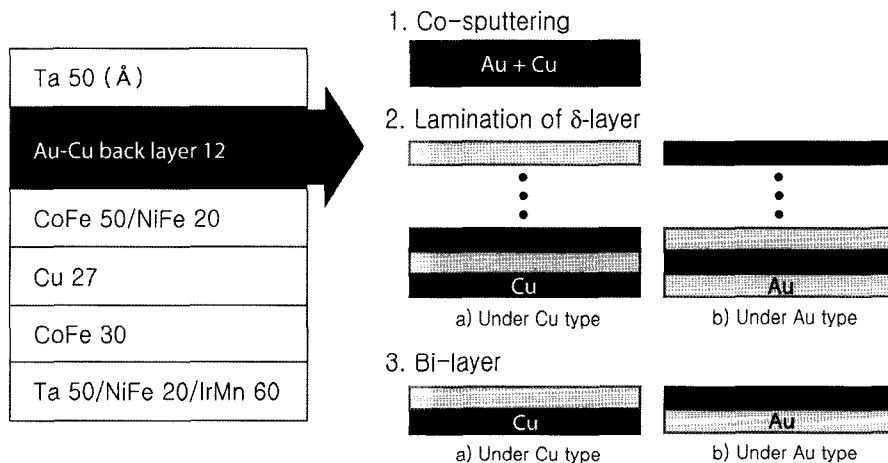 Ta 50 (Å)
Au-Cu back layer 12
CoFe 50/NiFe 20
Cu 27
CoFe 30
Ta 50/NiFe 20/IrMn 60
1. Co-sputtering
Au + Cu
2. Lamination of δ-layer
Cu
a) Under Cu type
Au
b) Under Au type
3. Bi-layer
Cu
a) Under Cu type
Au
b) Under Au type